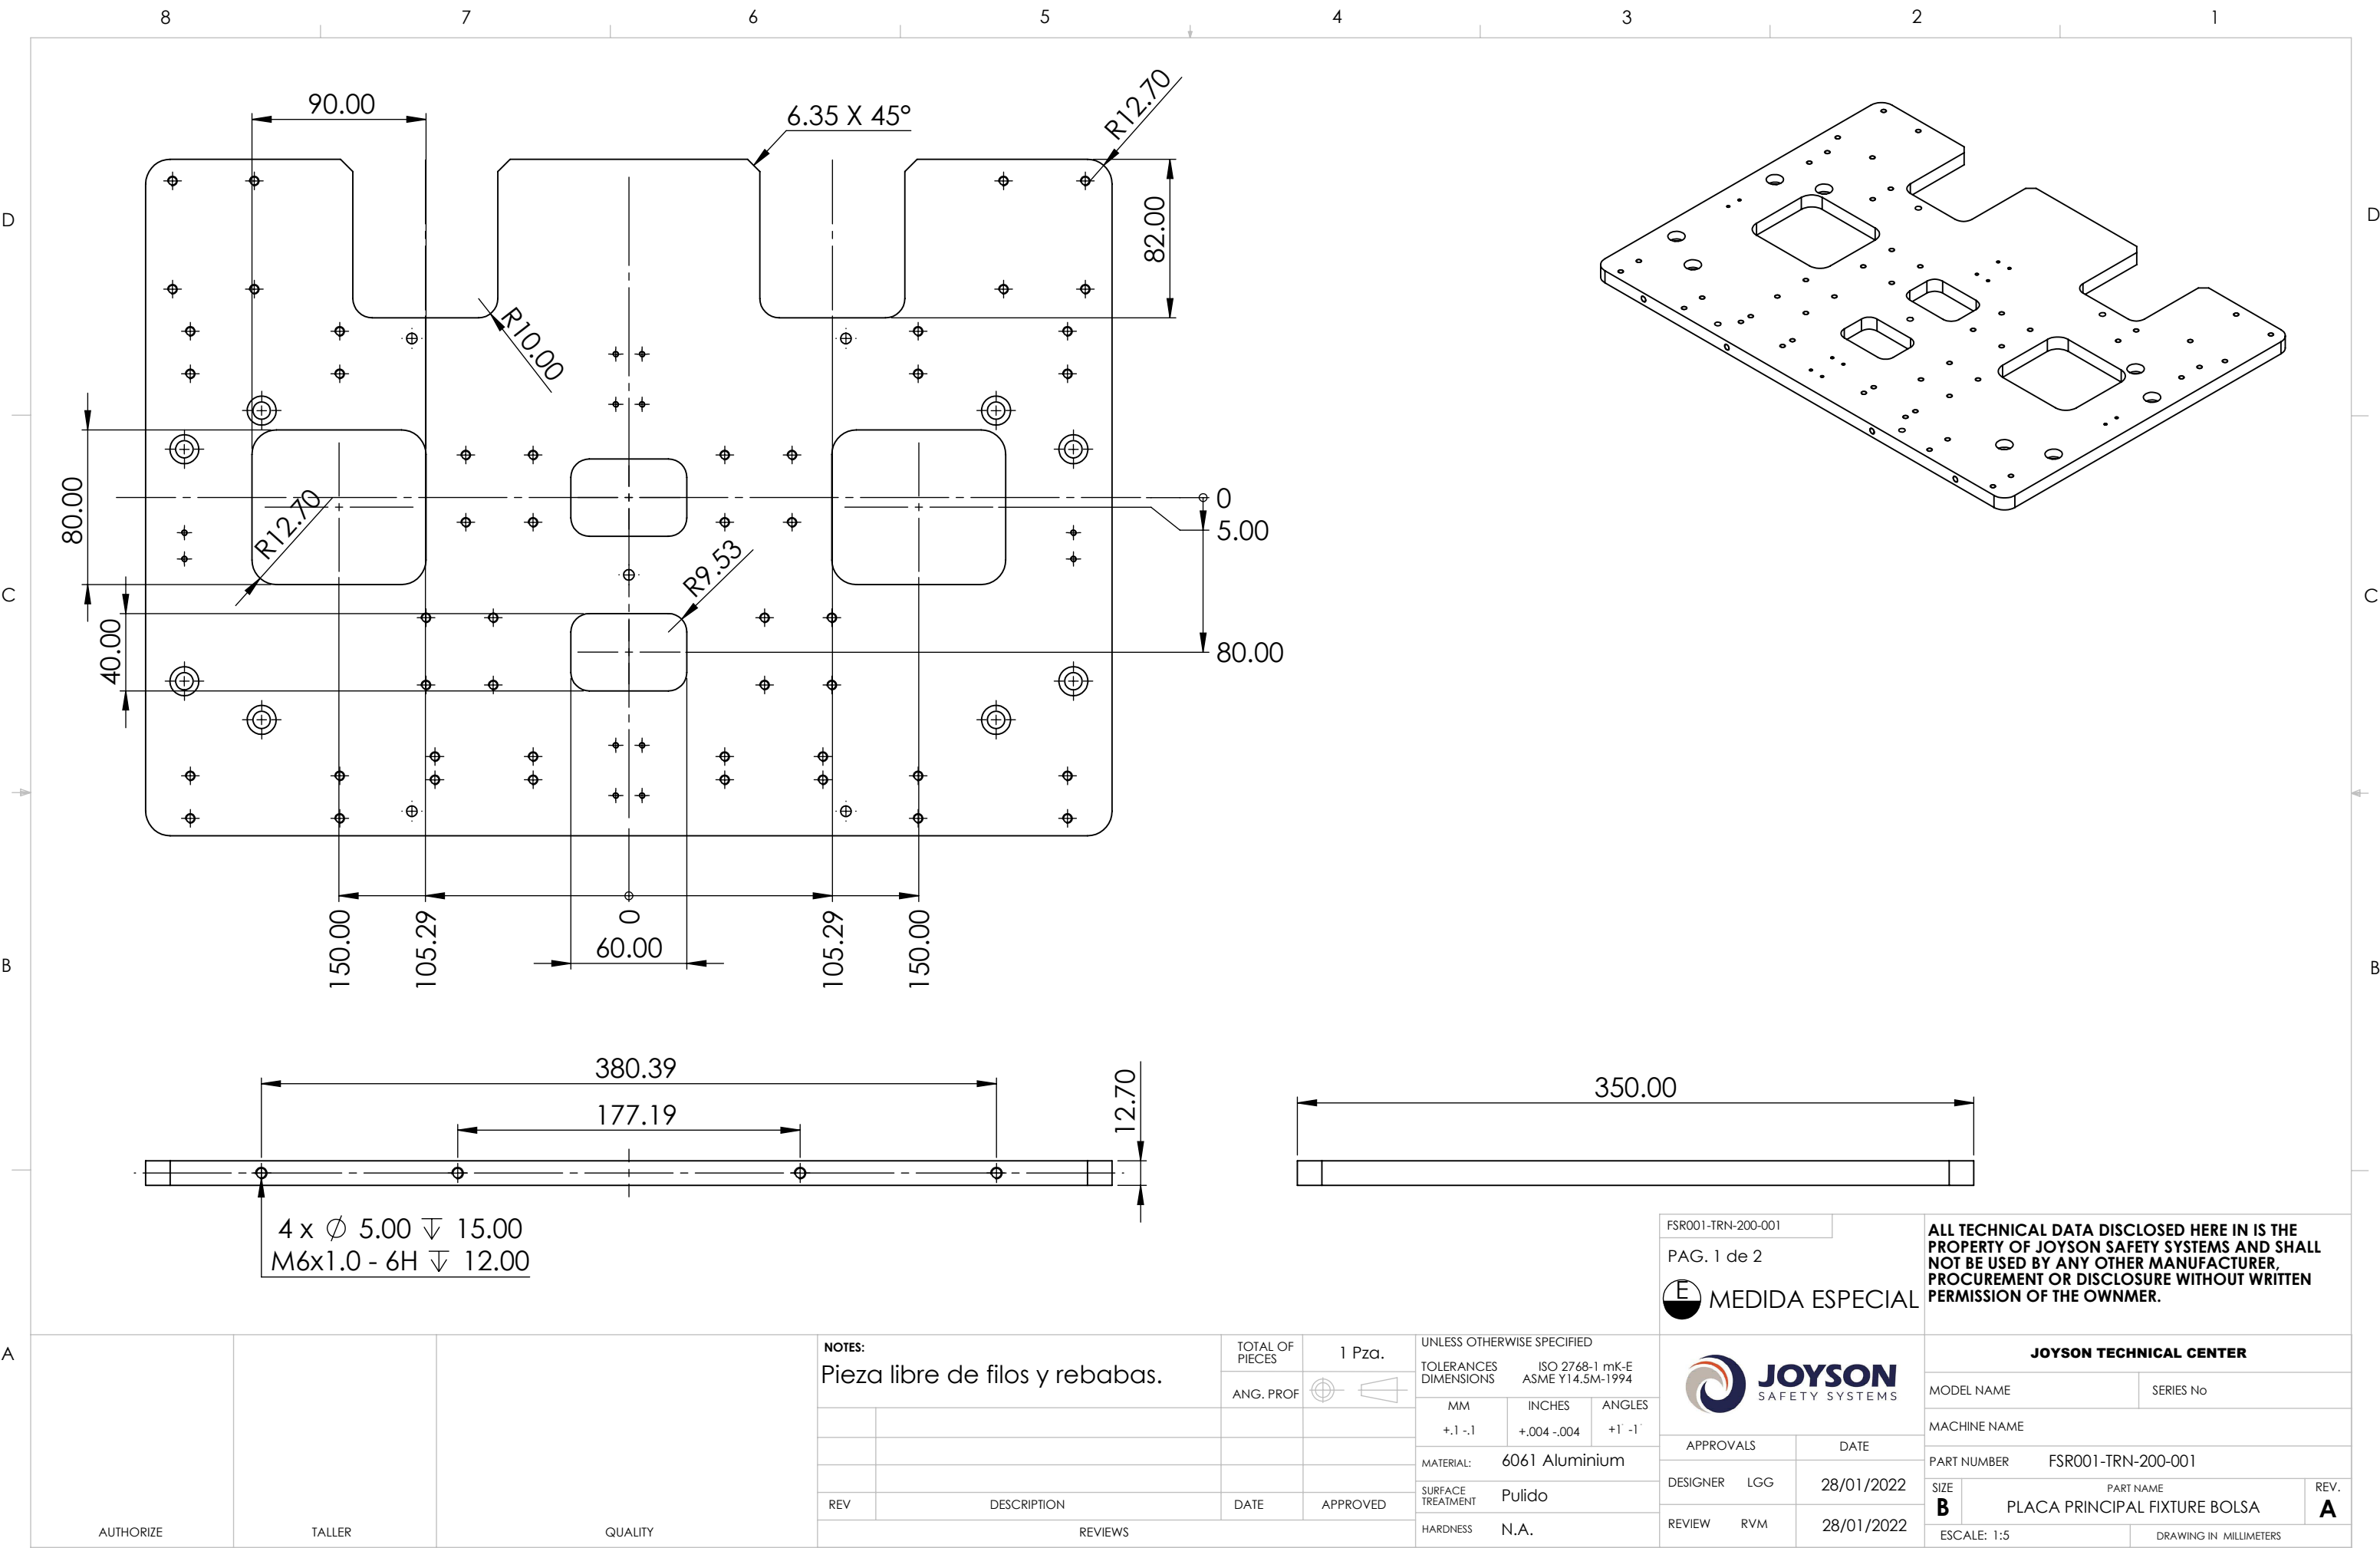 8 7 6 5 4 3 2 1
90.00
6.35 X 45°
R12.70
D D
82.00
R10.00
80.00
R12.70
0
5.00
R9.53
C C
40.00
80.00
150.00
105.29
0
105.29
150.00
60.00
B B
380.39
177.19
12.70
350.00
4 x ∅ 5.00 ↧ 15.00
M6x1.0 - 6H ↧ 12.00
FSR001-TRN-200-001
PAG. 1 de 2
E MEDIDA ESPECIAL
ALL TECHNICAL DATA DISCLOSED HERE IN IS THE
PROPERTY OF JOYSON SAFETY SYSTEMS AND SHALL
NOT BE USED BY ANY OTHER MANUFACTURER,
PROCUREMENT OR DISCLOSURE WITHOUT WRITTEN
PERMISSION OF THE OWNMER.
A
AUTHORIZE
TALLER
QUALITY
NOTES:
Pieza libre de filos y rebabas.
REV DESCRIPTION DATE APPROVED
REVIEWS
TOTAL OF
PIECES
1 Pza.
ANG. PROF
UNLESS OTHERWISE SPECIFIED
TOLERANCES ISO 2768-1 mK-E
DIMENSIONS ASME Y14.5M-1994
MM INCHES ANGLES
+.1 -.1 +.004 -.004 +1° -1°
MATERIAL: 6061 Aluminium
SURFACE
TREATMENT
Pulido
HARDNESS N.A.
JOYSON
SAFETY SYSTEMS
APPROVALS DATE
DESIGNER LGG 28/01/2022
REVIEW RVM 28/01/2022
JOYSON TECHNICAL CENTER
MODEL NAME SERIES No
MACHINE NAME
PART NUMBER FSR001-TRN-200-001
SIZE
B
PART NAME
PLACA PRINCIPAL FIXTURE BOLSA
REV.
A
ESCALE: 1:5 DRAWING IN MILLIMETERS